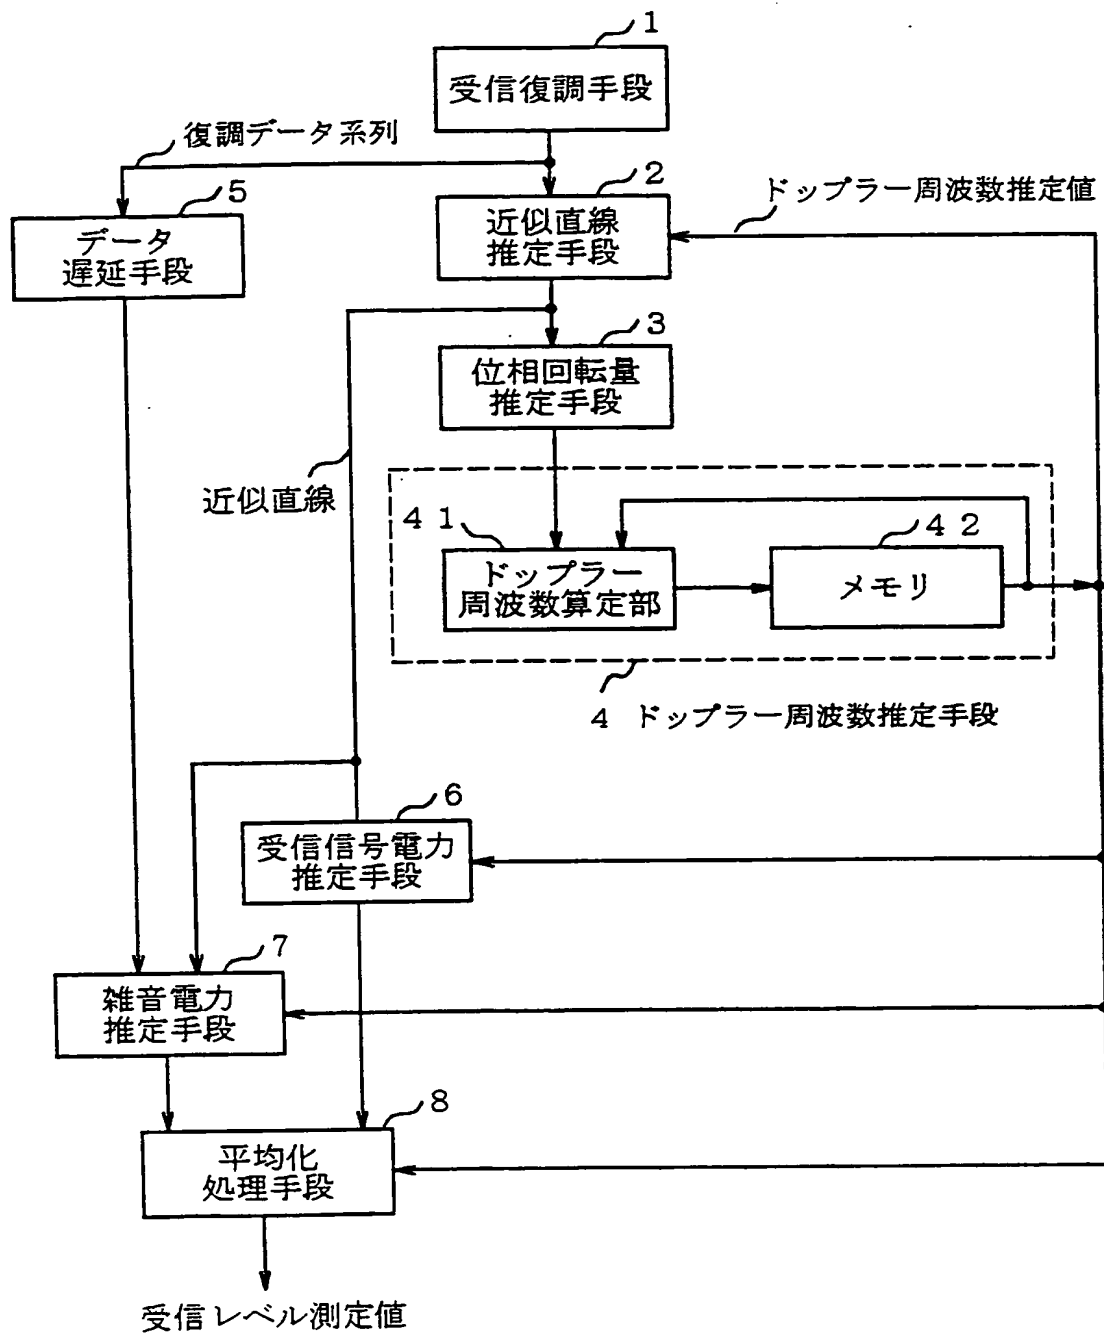 1
受信復調手段
復調データ系列
2
ドップラー周波数推定値
5
近似直線
推定手段
データ
遅延手段
3
位相回転量
推定手段
近似直線
41
42
ドップラー
周波数算定部
メモリ
4 ドップラー周波数推定手段
6
受信信号電力
推定手段
7
雑音電力
推定手段
8
平均化
処理手段
受信レベル測定値